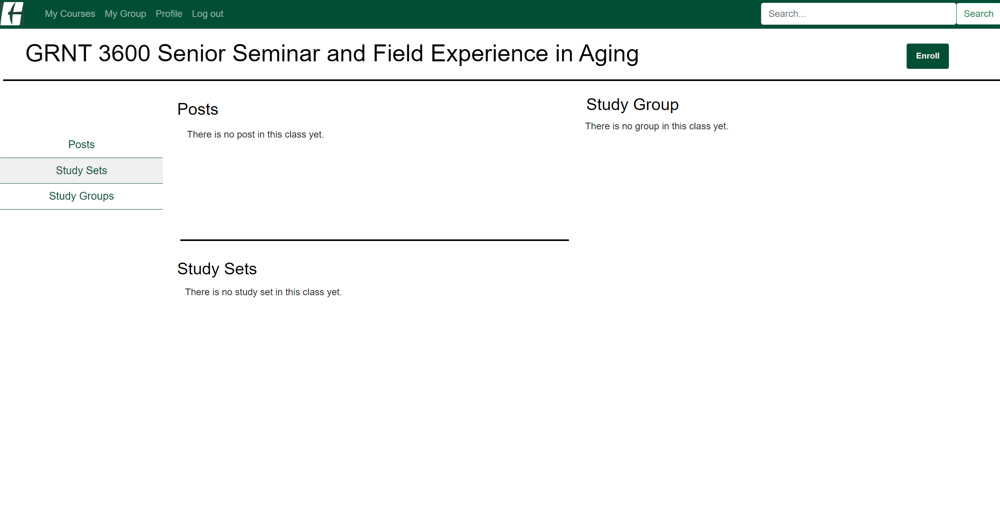 My Courses My Group Profile Log out Search... Search
GRNT 3600 Senior Seminar and Field Experience in Aging Enroll
Posts
Study Sets
Study Groups
Posts
There is no post in this class yet.
Study Sets
There is no study set in this class yet.
Study Group
There is no group in this class yet.